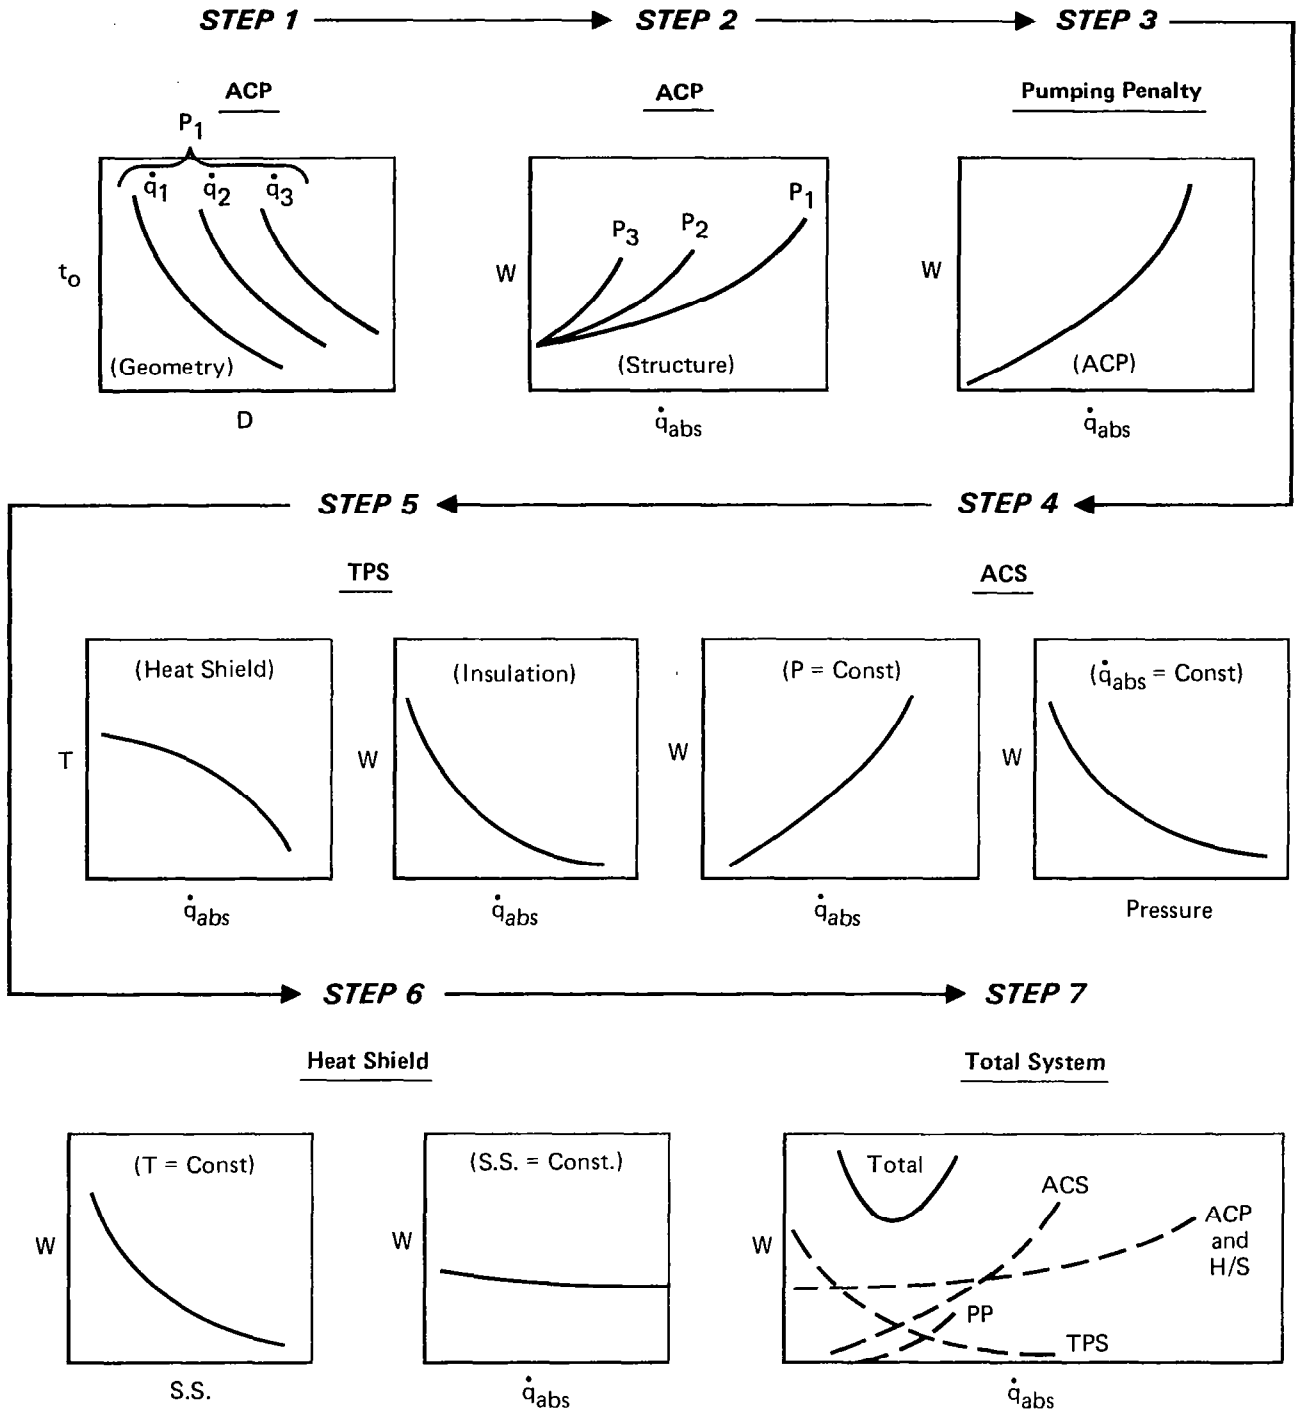 STEP 1 STEP 2 STEP 3
ACP ACP Pumping Penalty
P1
q̇1 q̇2 q̇3
to
(Geometry)
D
P3 P2 P1
W
(Structure)
q̇abs
W
(ACP)
q̇abs
STEP 5 STEP 4
TPS ACS
(Heat Shield)
T
q̇abs
(Insulation)
W
q̇abs
(P = Const)
W
q̇abs
(q̇abs = Const)
W
Pressure
STEP 6 STEP 7
Heat Shield Total System
(T = Const)
W
S.S.
(S.S. = Const.)
W
q̇abs
Total
ACS
ACP
and
H/S
W
PP
TPS
q̇abs